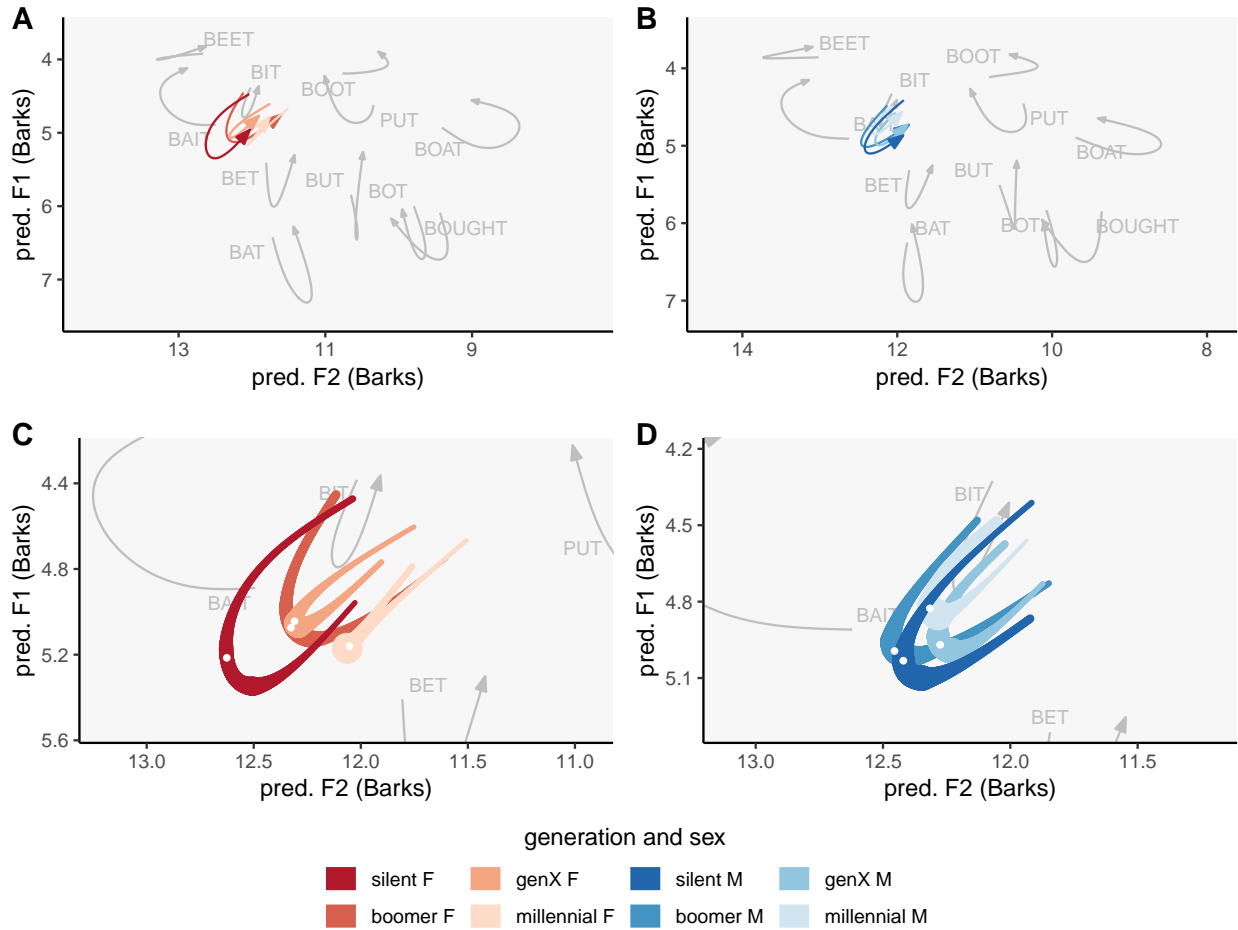 A
4
5
6
7
pred. F1 (Barks)
BEET
BIT
BOOT
BAIT
PUT
BOAT
BET
BUT
BOT
BOUGHT
BAT
13
11
9
pred. F2 (Barks)
B
4
5
6
7
pred. F1 (Barks)
BEET
BOOT
BIT
BAIT
PUT
BOAT
BET
BUT
BAT
BOT
BOUGHT
14
12
10
8
pred. F2 (Barks)
C
4.4
4.8
5.2
5.6
pred. F1 (Barks)
BIT
PUT
BAIT
BET
13.0
12.5
12.0
11.5
11.0
pred. F2 (Barks)
D
4.2
4.5
4.8
5.1
pred. F1 (Barks)
BIT
BAIT
BET
13.0
12.5
12.0
11.5
pred. F2 (Barks)
generation and sex
silent F
genX F
silent M
genX M
boomer F
millennial F
boomer M
millennial M